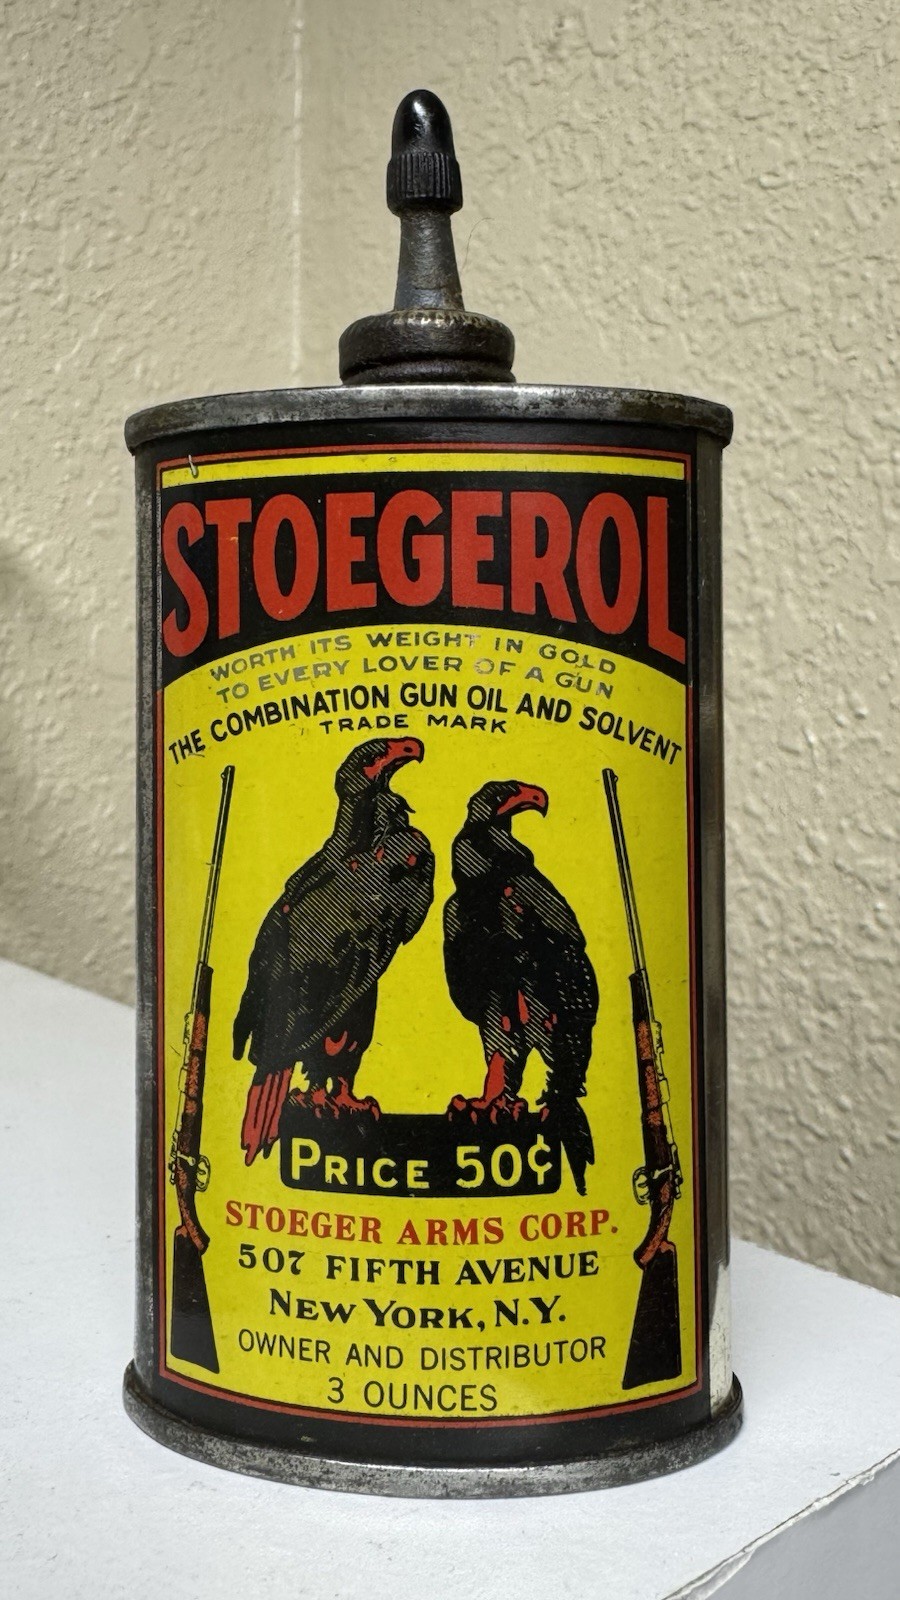 STOEGEROL
WORTH ITS WEIGHT IN GOLD
TO EVERY LOVER OF A GUN
THE COMBINATION GUN OIL AND SOLVENT
TRADE MARK
PRICE 50¢
STOEGER ARMS CORP.
507 FIFTH AVENUE
NEW YORK, N.Y.
OWNER AND DISTRIBUTOR
3 OUNCES